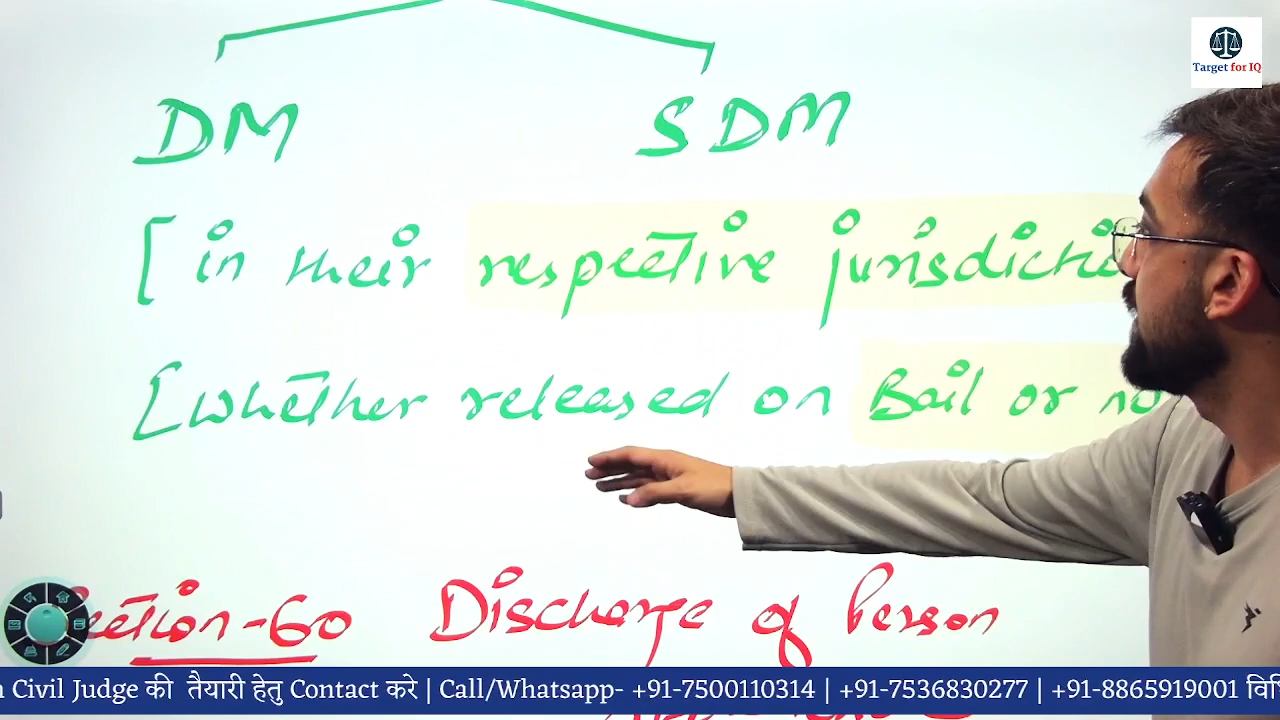 Target for IQ
DM SDM
[ in their respective jurisdictio
[ whether released on Bail or no
ection-60 Discharge of Person
Civil Judge की तैयारी हेतु Contact करे | Call/Whatsapp- +91-7500110314 | +91-7536830277 | +91-8865919001